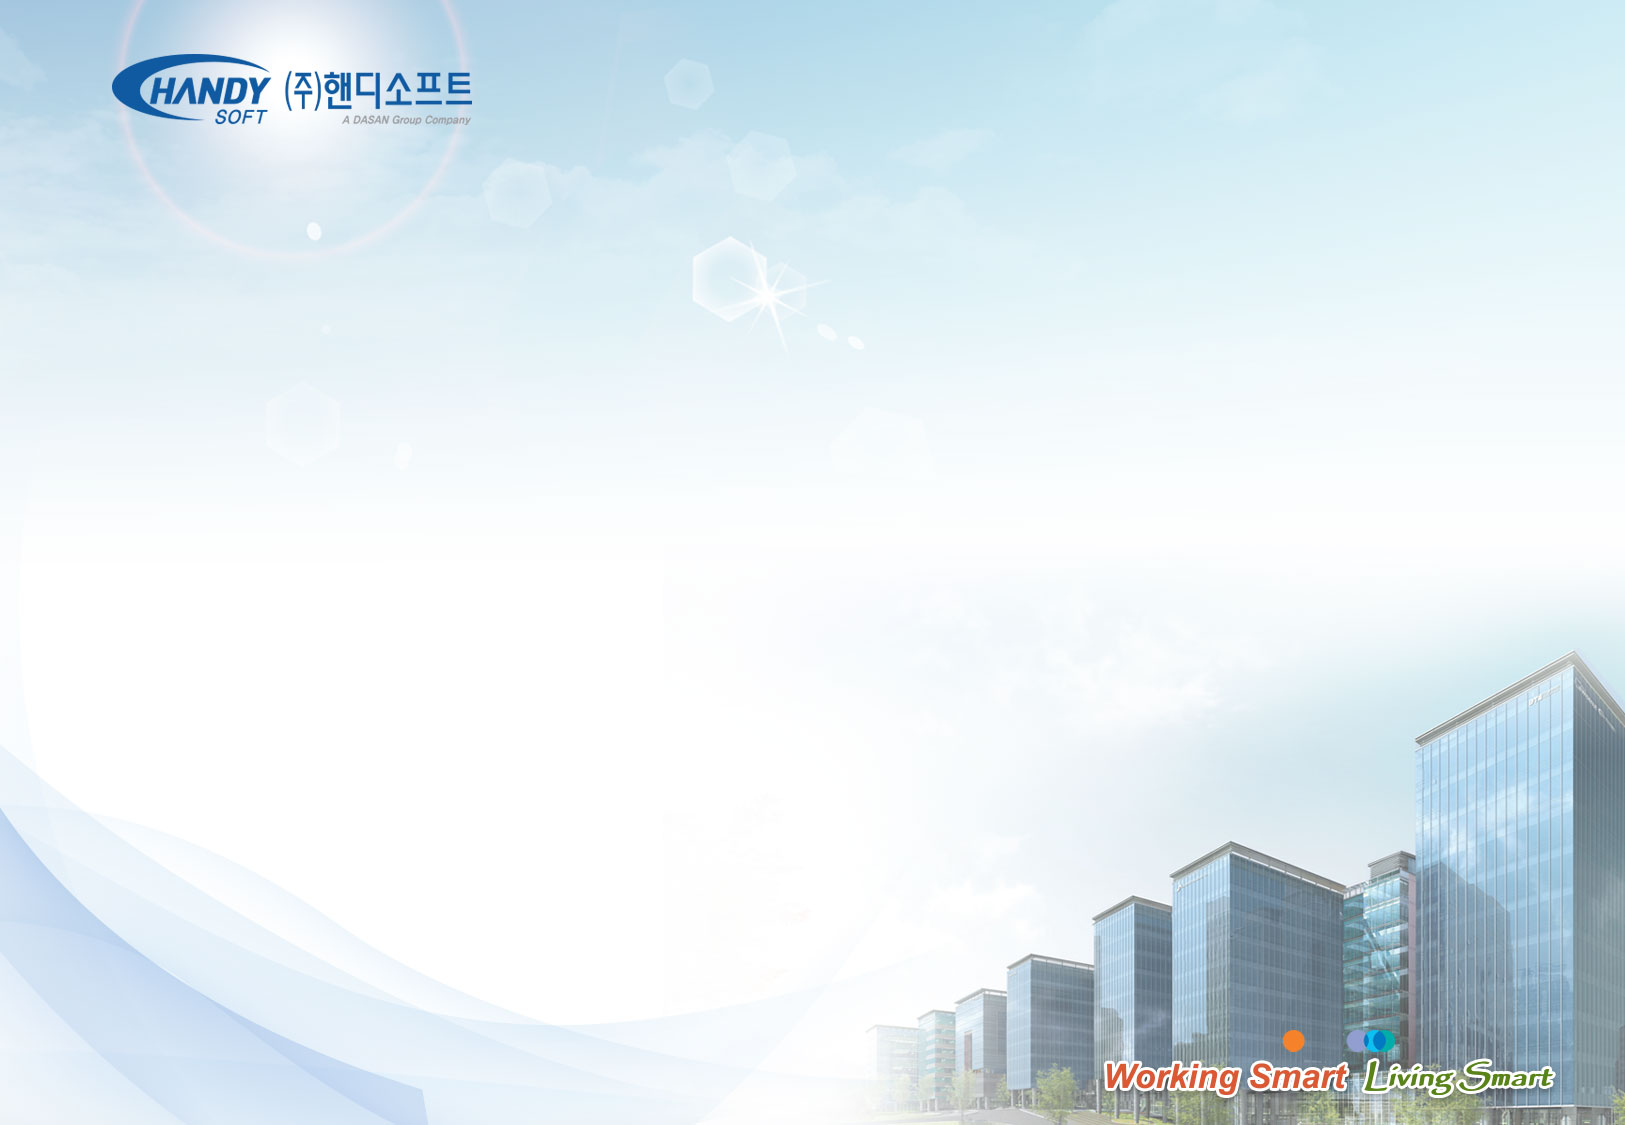 HANDY SOFT (주)핸디소프트
A DASAN Group Company
Working Smart Living Smart